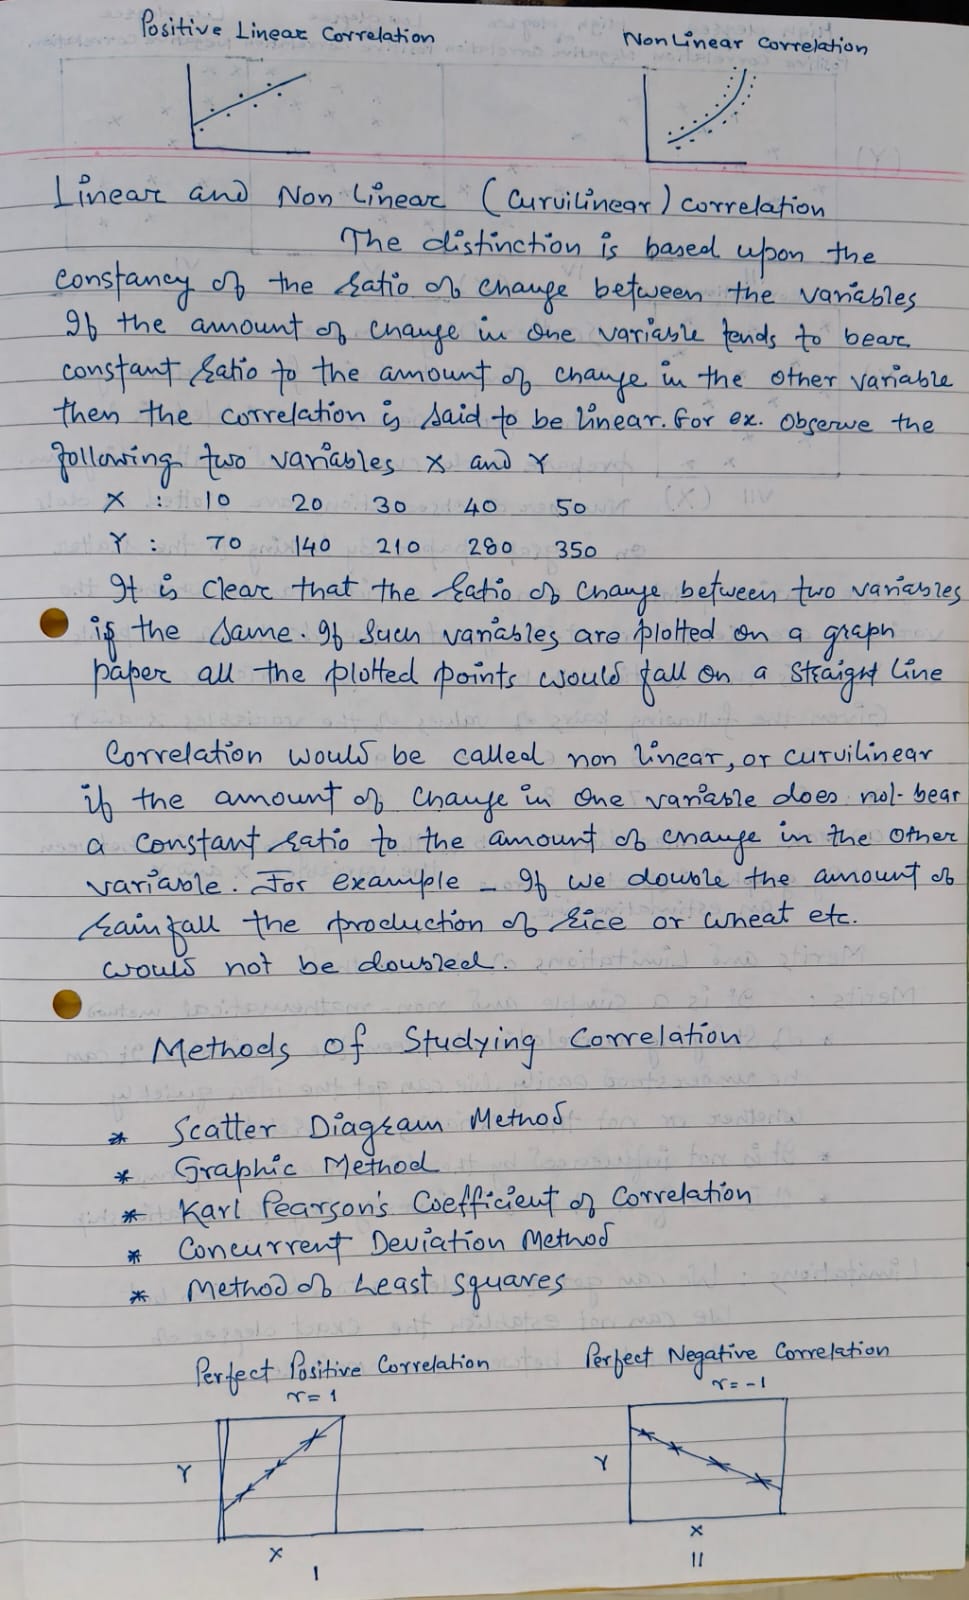 Positive Linear Correlation
Non Linear Correlation
Linear and Non Linear (Curvilinear) correlation
The distinction is based upon the
constancy of the ratio of change between the variables
If the amount of change in one variable tends to bear
constant ratio to the amount of change in the other variable
then the correlation is said to be linear. For ex. observe the
following two variables X and Y
X : 10 20 30 40 50
Y : 70 140 210 280 350
It is clear that the ratio of change between two variables
is the same. If such variables are plotted on a graph
paper all the plotted points would fall on a straight line
Correlation would be called non linear, or curvilinear
if the amount of change in one variable does not bear
a constant ratio to the amount of change in the other
variable. For example - If we double the amount of
rainfall the production of rice or wheat etc.
would not be doubled.
Methods of Studying Correlation
* Scatter Diagram Method
* Graphic Method
* Karl Pearson's Coefficient of Correlation
* Concurrent Deviation Method
* Method of Least Squares
Perfect Positive Correlation
r = 1
Y
X
I
Perfect Negative Correlation
r = -1
Y
X
II